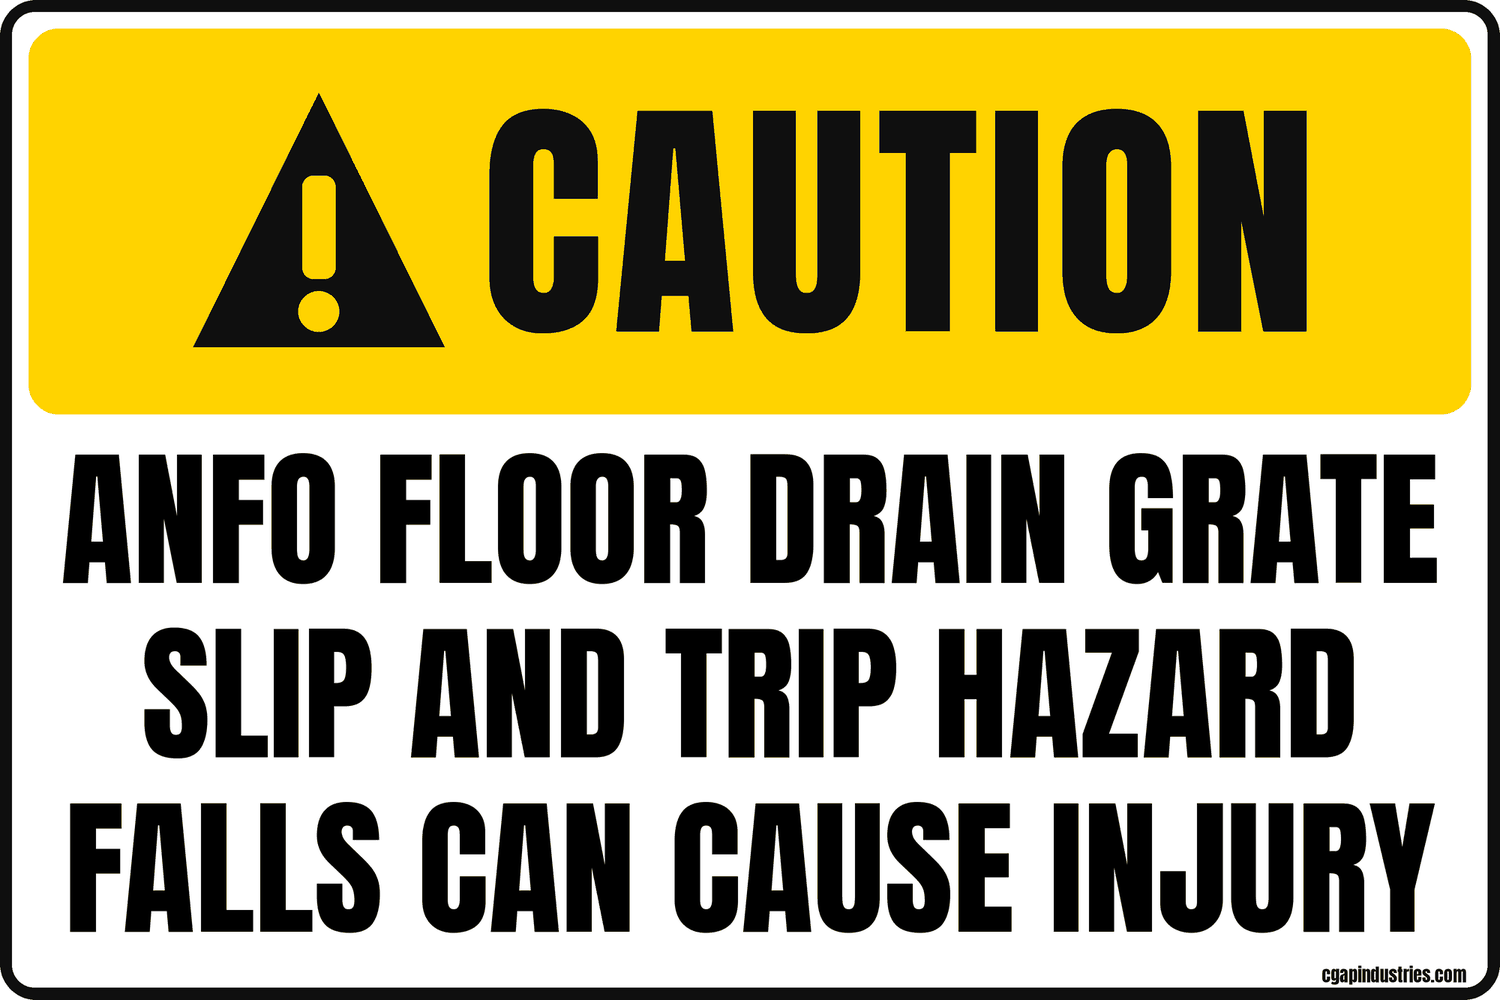 CAUTION
ANFO FLOOR DRAIN GRATE
SLIP AND TRIP HAZARD
FALLS CAN CAUSE INJURY
cgapindustries.com